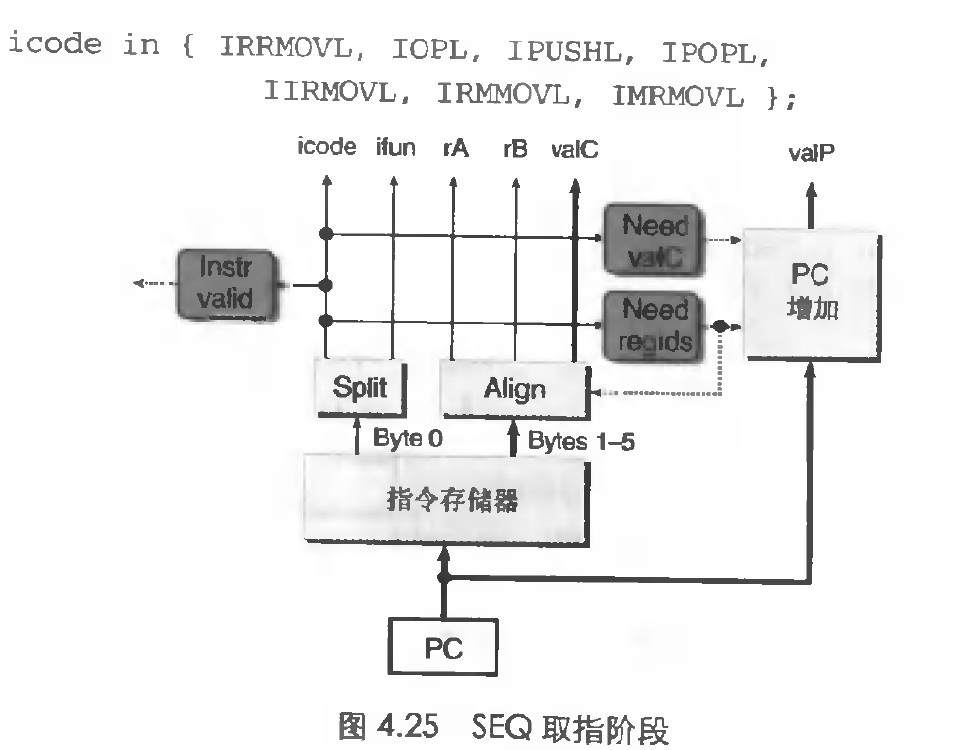 icode in { IRRMOVL, IOPL, IPUSHL, IPOPL,
IIRMOVL, IRMMOVL, IMRMOVL };
icode ifun rA rB valC valP
Need
valC
Instr
valid
PC
增加
Need
regids
Split
Align
Byte 0
Bytes 1–5
指令存储器
PC
图 4.25 SEQ 取指阶段